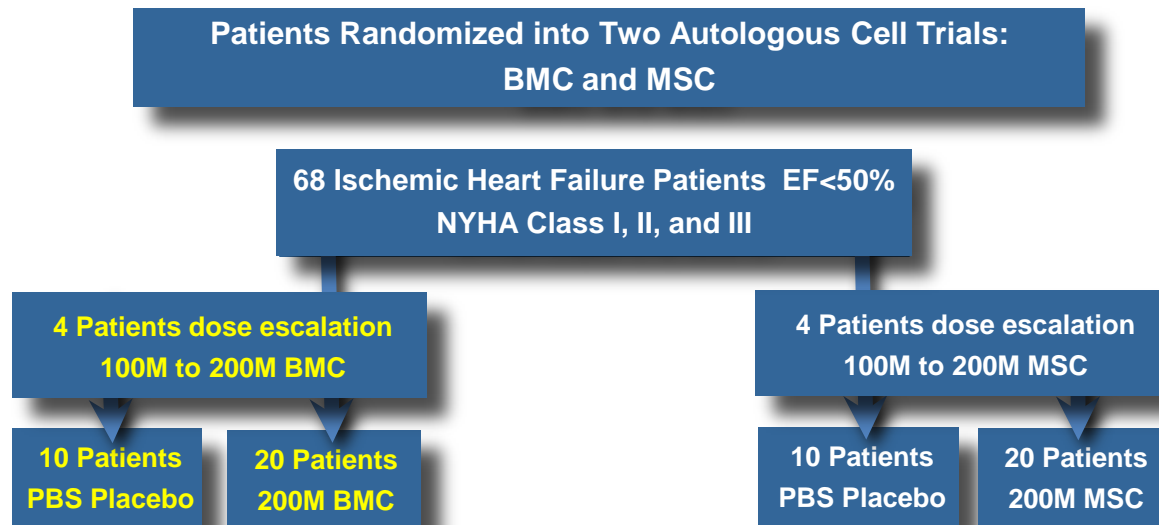 Patients Randomized into Two Autologous Cell Trials:
BMC and MSC
68 Ischemic Heart Failure Patients EF<50%
NYHA Class I, II, and III
4 Patients dose escalation
100M to 200M BMC
4 Patients dose escalation
100M to 200M MSC
10 Patients
PBS Placebo
20 Patients
200M BMC
10 Patients
PBS Placebo
20 Patients
200M MSC